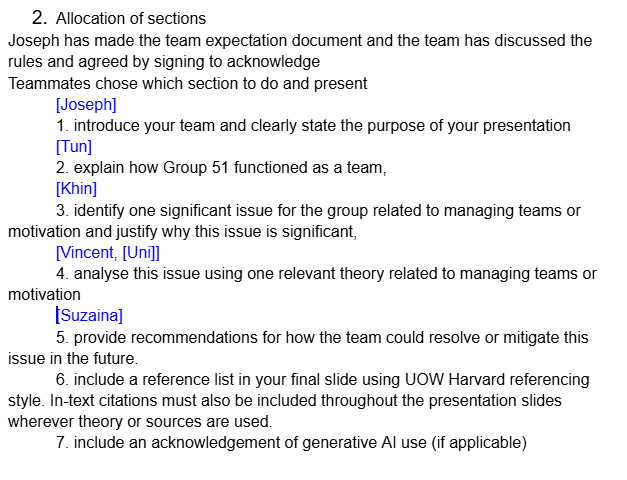 2. Allocation of sections
Joseph has made the team expectation document and the team has discussed the
rules and agreed by signing to acknowledge
Teammates chose which section to do and present
[Joseph]
1. introduce your team and clearly state the purpose of your presentation
[Tun]
2. explain how Group 51 functioned as a team,
[Khin]
3. identify one significant issue for the group related to managing teams or
motivation and justify why this issue is significant,
[Vincent, [Uni]]
4. analyse this issue using one relevant theory related to managing teams or
motivation
[Suzaina]
5. provide recommendations for how the team could resolve or mitigate this
issue in the future.
6. include a reference list in your final slide using UOW Harvard referencing
style. In-text citations must also be included throughout the presentation slides
wherever theory or sources are used.
7. include an acknowledgement of generative AI use (if applicable)